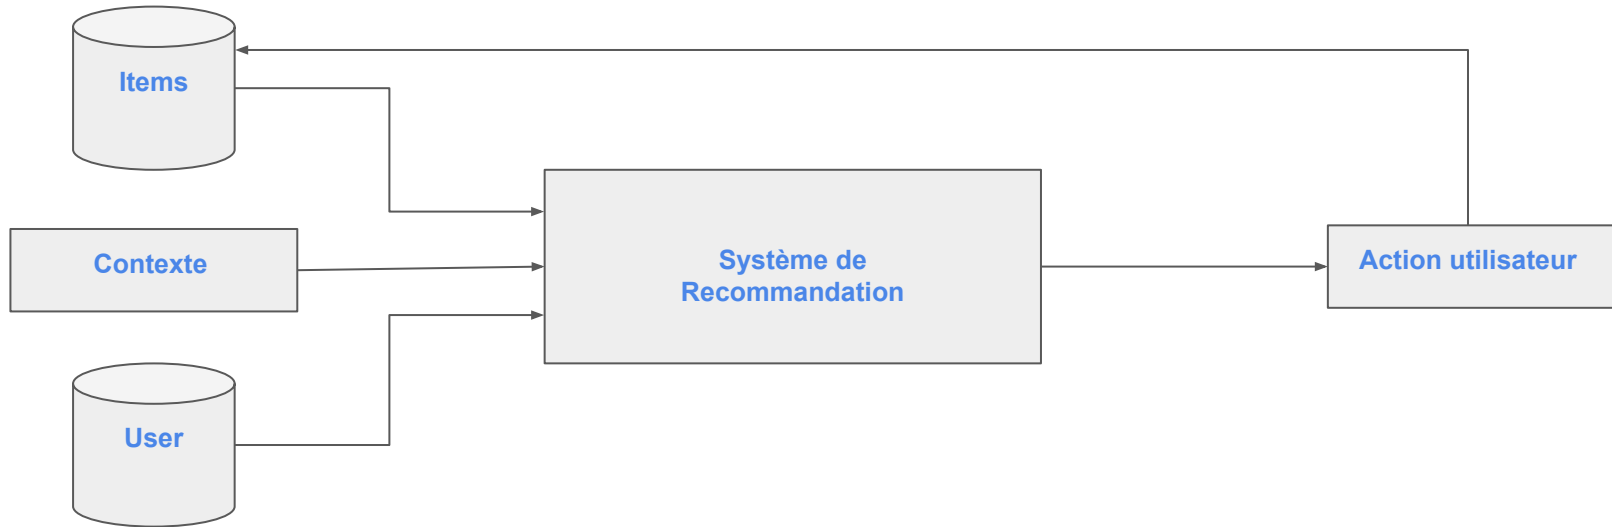 Items
Contexte
User
Système de
Recommandation
Action utilisateur